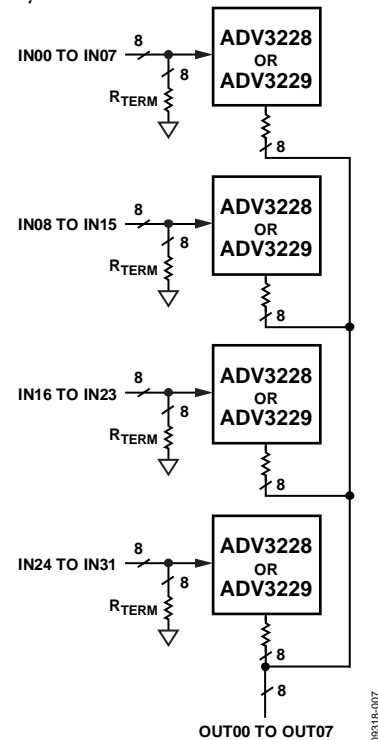 8
ADV3228
OR
ADV3229
IN00 TO IN07
8
RTERM
8
8
ADV3228
OR
ADV3229
IN08 TO IN15
8
RTERM
8
8
ADV3228
OR
ADV3229
IN16 TO IN23
8
RTERM
8
8
ADV3228
OR
ADV3229
IN24 TO IN31
8
RTERM
8
8
OUT00 TO OUT07
09318-007